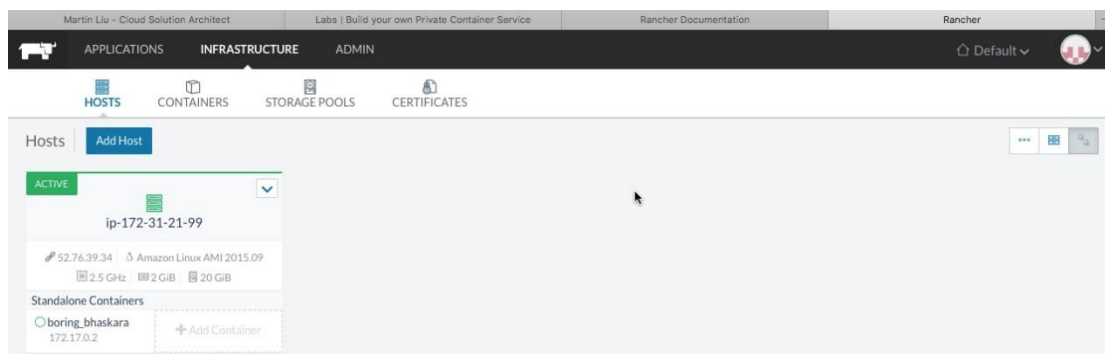 Martin Liu – Cloud Solution Architect Labs | Build your own Private Container Service Rancher Documentation Rancher
APPLICATIONS INFRASTRUCTURE ADMIN Default
HOSTS CONTAINERS STORAGE POOLS CERTIFICATES
Hosts Add Host
ACTIVE
ip-172-31-21-99
52.76.39.34 Amazon Linux AMI 2015.09
2.5 GHz 2 GiB 20 GiB
Standalone Containers
boring_bhaskara
172.17.0.2
+ Add Container